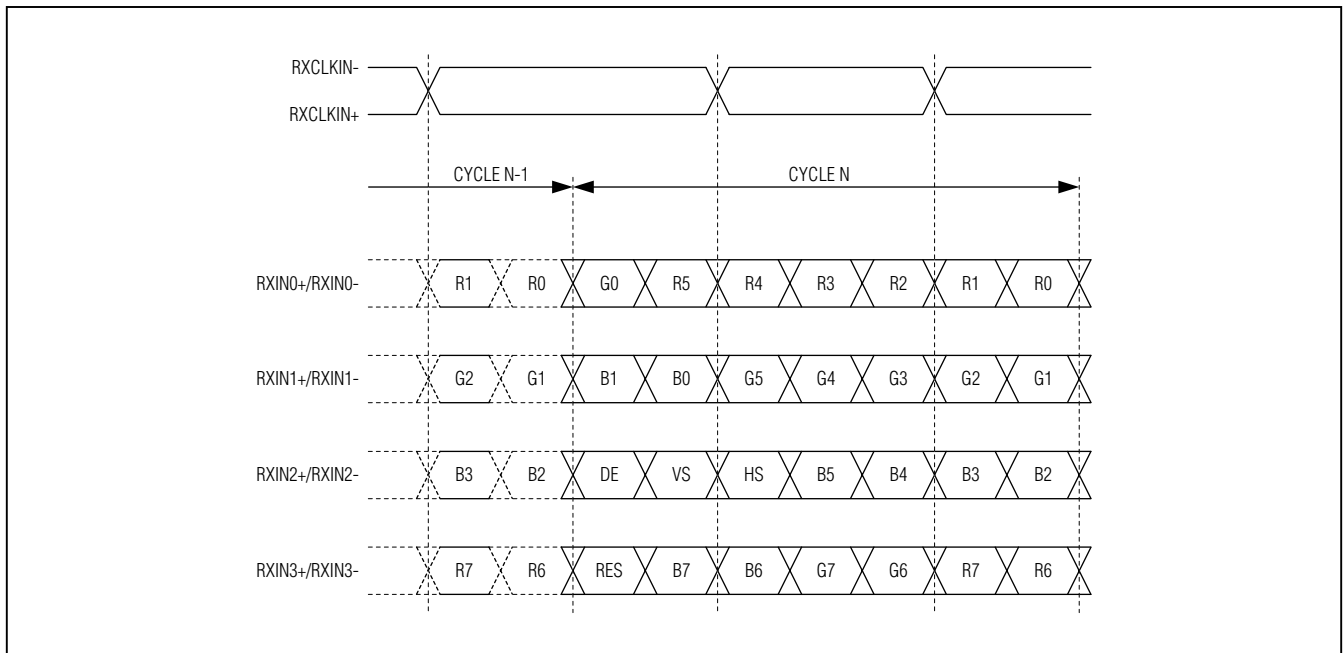 RXCLKIN-
RXCLKIN+
CYCLE N-1 CYCLE N
RXIN0+/RXIN0- R1 R0 G0 R5 R4 R3 R2 R1 R0
RXIN1+/RXIN1- G2 G1 B1 B0 G5 G4 G3 G2 G1
RXIN2+/RXIN2- B3 B2 DE VS HS B5 B4 B3 B2
RXIN3+/RXIN3- R7 R6 RES B7 B6 G7 G6 R7 R6